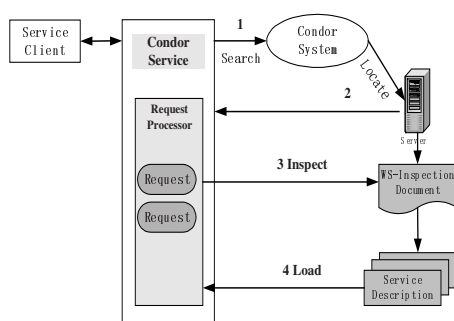 Service
Client
Condor
Service
1
Search
Condor
System
Locate
2
Server
Request
Processor
Request
Request
3 Inspect
WS-Inspection
Document
4 Load
Service
Description